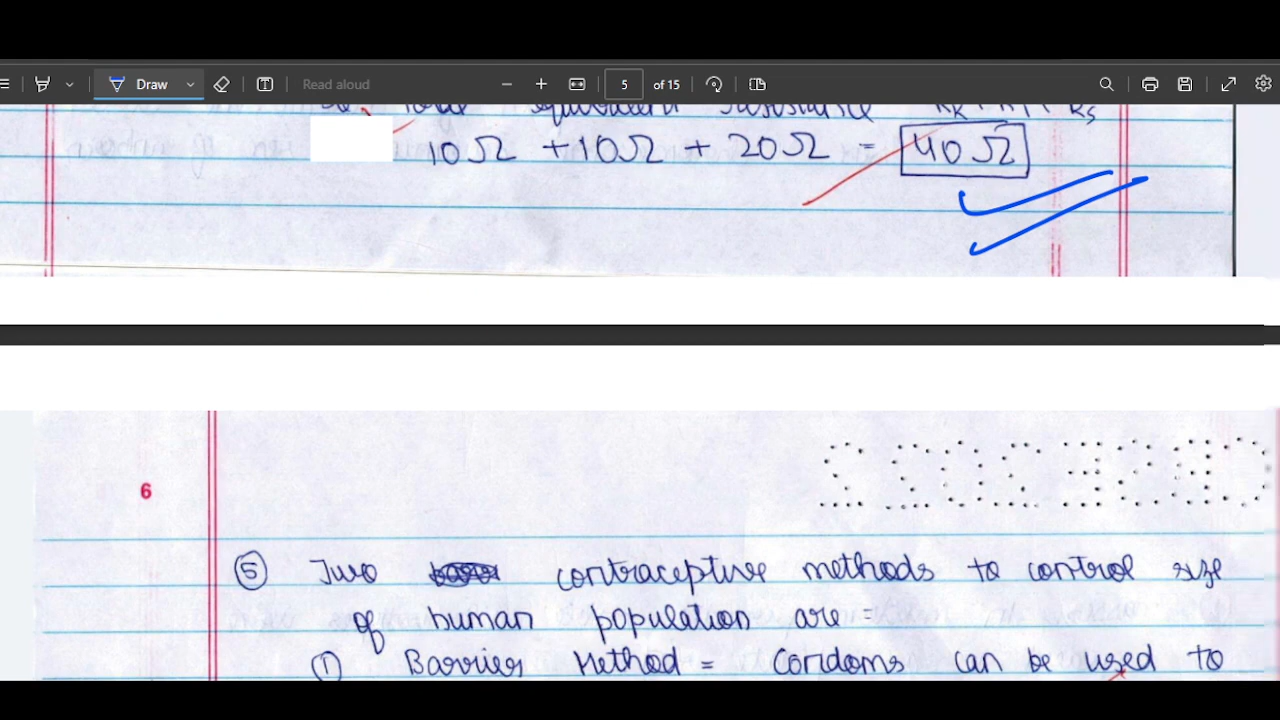 Draw
Read aloud
5 of 15
equivalent
10Ω + 10Ω + 20Ω = 40Ω
6
⑤ Two contraceptive methods to control size
of human population are =
① Barrier Method = Condoms can be used to